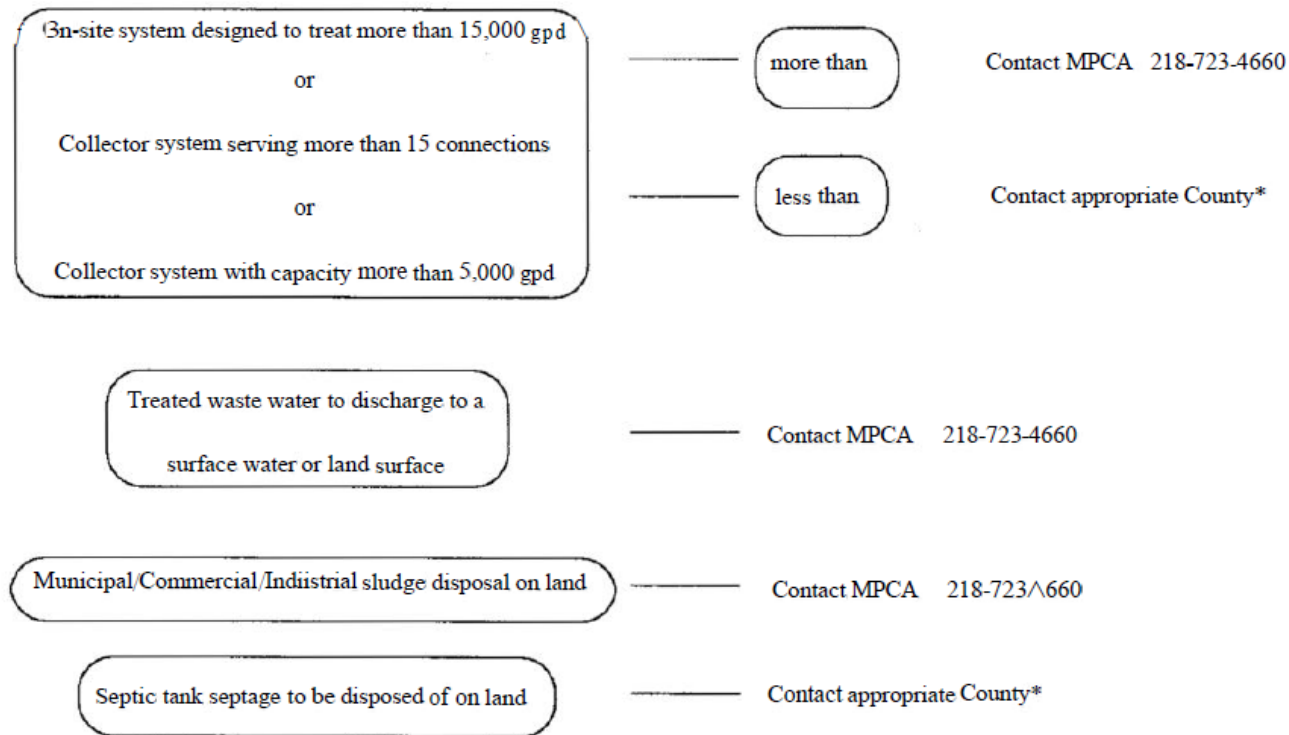 On-site system designed to treat more than 15,000 gpd
or
Collector system serving more than 15 connections
or
Collector system with capacity more than 5,000 gpd
more than
Contact MPCA 218-723-4660
less than
Contact appropriate County*
Treated waste water to discharge to a
surface water or land surface
Contact MPCA 218-723-4660
Municipal/Commercial/Indiistrial sludge disposal on land
Contact MPCA 218-723^660
Septic tank septage to be disposed of on land
Contact appropriate County*